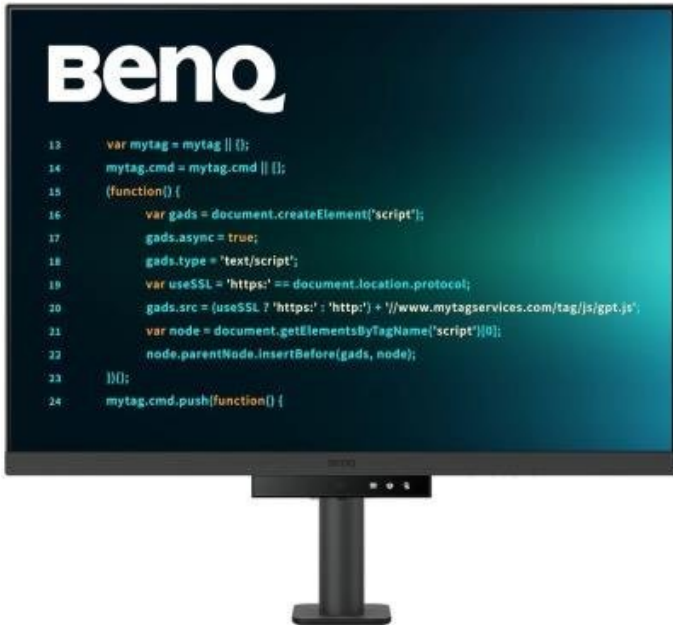 BenQ
13 var mytag = mytag || {};
14 mytag.cmd = mytag.cmd || [];
15 (function() {
16 var gads = document.createElement('script');
17 gads.async = true;
18 gads.type = 'text/script';
19 var useSSL = 'https:' == document.location.protocol;
20 gads.src = (useSSL ? 'https:' : 'http:') + '//www.mytagservices.com/tag/js/gpt.js';
21 var node = document.getElementsByTagName('script')[0];
22 node.parentNode.insertBefore(gads, node);
23 })();
24 mytag.cmd.push(function() {
BenQ